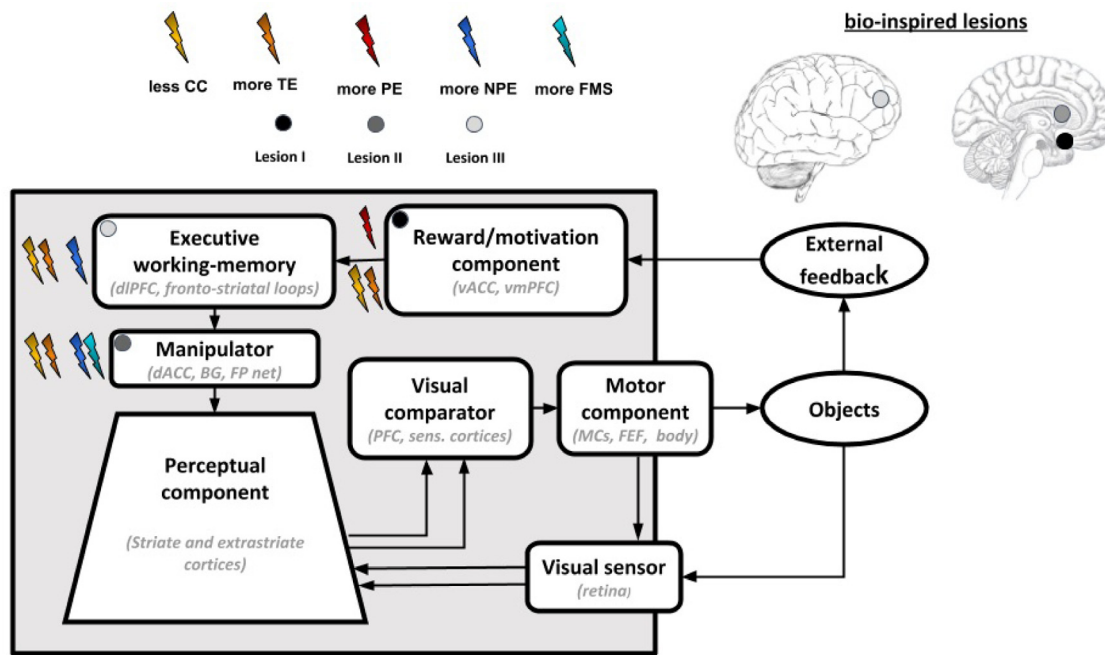 bio-inspired lesions
less CC
more TE
more PE
more NPE
more FMS
Lesion I
Lesion II
Lesion III
Executive
working-memory
(dlPFC, fronto-striatal loops)
Reward/motivation
component
(vACC, vmPFC)
External
feedback
Manipulator
(dACC, BG, FP net)
Visual
comparator
(PFC, sens. cortices)
Motor
component
(MCs, FEF, body)
Objects
Perceptual
component
(Striate and extrastriate
cortices)
Visual sensor
(retina)